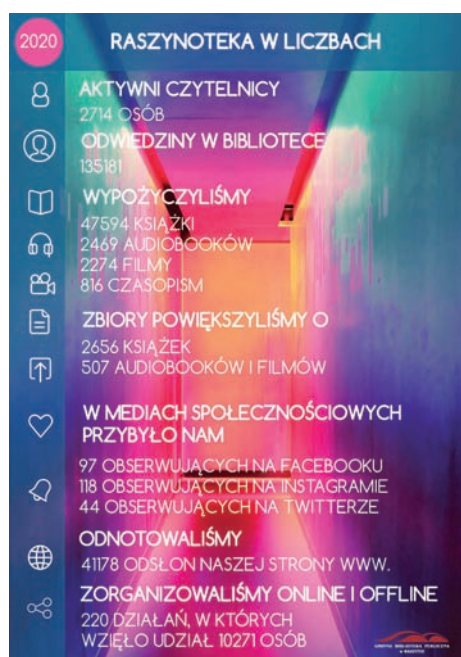 2020
RASZYNOTEKA W LICZBACH
AKTYWNI CZYTELNICY
2714 OSÓB
ODWIEDZINY W BIBLIOTECE
135181
WYPOŻYCZYLIŚMY
47594 KSIĄŻKI
2469 AUDIOBOOKÓW
2274 FILMY
816 CZASOPISM
ZBIORY POWIĘKSZYLIŚMY O
2656 KSIĄŻEK
507 AUDIOBOOKÓW I FILMÓW
W MEDIACH SPOŁECZNOŚCIOWYCH
PRZYBYŁO NAM
97 OBSERWUJĄCYCH NA FACEBOOKU
118 OBSERWUJĄCYCH NA INSTAGRAMIE
44 OBSERWUJĄCYCH NA TWITTERZE
ODNOTOWALIŚMY
41178 ODSŁON NASZEJ STRONY WWW.
ZORGANIZOWALIŚMY ONLINE I OFFLINE
220 DZIAŁAŃ, W KTÓRYCH
WZIĘŁO UDZIAŁ 10271 OSÓB
GMINNA BIBLIOTEKA PUBLICZNA